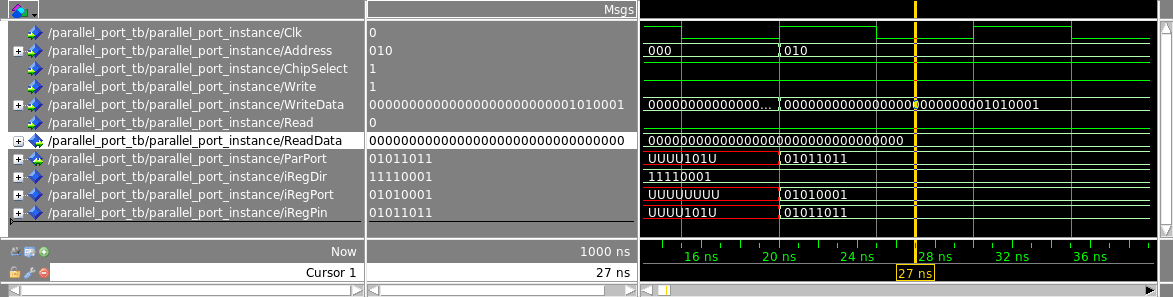 Msgs
/parallel_port_tb/parallel_port_instance/Clk 0
/parallel_port_tb/parallel_port_instance/Address 010 000 010
/parallel_port_tb/parallel_port_instance/ChipSelect 1
/parallel_port_tb/parallel_port_instance/Write 1
/parallel_port_tb/parallel_port_instance/WriteData 00000000000000000000000001010001 00000000000000... 00000000000000000000000001010001
/parallel_port_tb/parallel_port_instance/Read 0
/parallel_port_tb/parallel_port_instance/ReadData 00000000000000000000000000000000 00000000000000000000000000000000
/parallel_port_tb/parallel_port_instance/ParPort 01011011 UUUU101U 01011011
/parallel_port_tb/parallel_port_instance/iRegDir 11110001 11110001
/parallel_port_tb/parallel_port_instance/iRegPort 01010001 UUUUUUUU 01010001
/parallel_port_tb/parallel_port_instance/iRegPin 01011011 UUUU101U 01011011
Now 1000 ns 16 ns 20 ns 24 ns 28 ns 32 ns 36 ns
Cursor 1 27 ns 27 ns